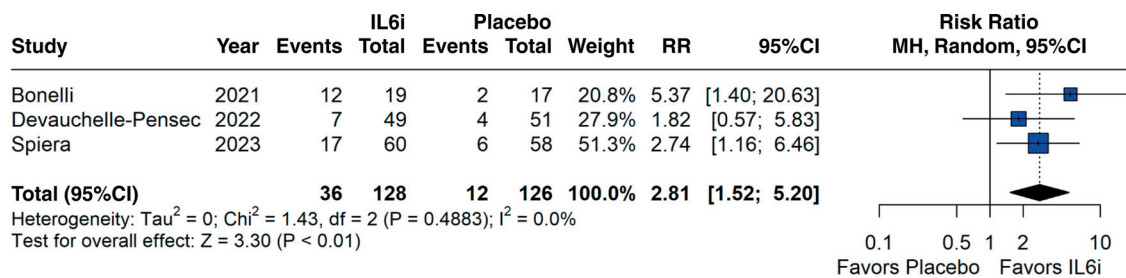 IL6i Placebo Risk Ratio
Study Year Events Total Events Total Weight RR 95%CI MH, Random, 95%CI
Bonelli 2021 12 19 2 17 20.8% 5.37 [1.40; 20.63]
Devauchelle-Pensec 2022 7 49 4 51 27.9% 1.82 [0.57; 5.83]
Spiera 2023 17 60 6 58 51.3% 2.74 [1.16; 6.46]
Total (95%CI) 36 128 12 126 100.0% 2.81 [1.52; 5.20]
Heterogeneity: Tau² = 0; Chi² = 1.43, df = 2 (P = 0.4883); I² = 0.0%
Test for overall effect: Z = 3.30 (P < 0.01)
0.1 0.5 1 2 10
Favors Placebo Favors IL6i